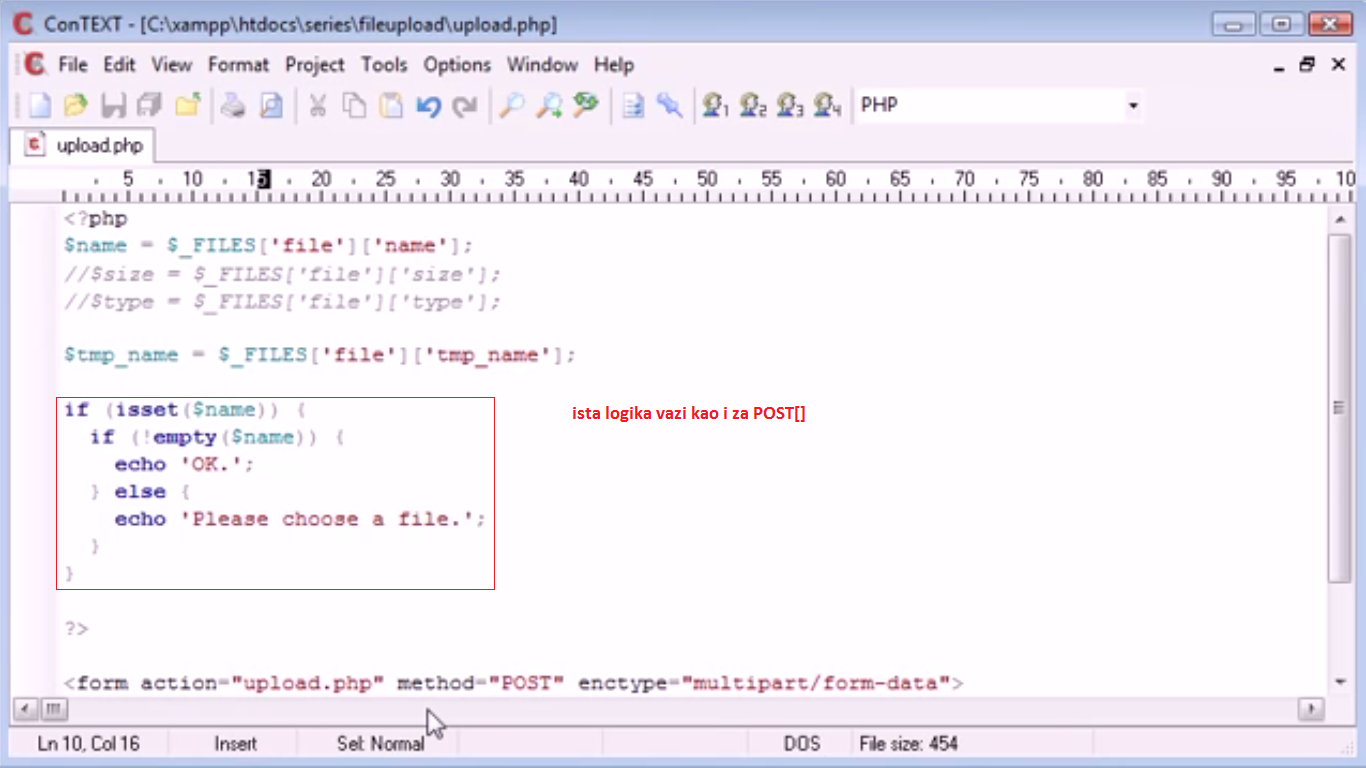 ConTEXT - [C:\xampp\htdocs\series\fileupload\upload.php]
File Edit View Format Project Tools Options Window Help
1 2 3 4 PHP
upload.php
5 10 15 20 25 30 35 40 45 50 55 60 65 70 75 80 85 90 95 10
<?php
$name = $_FILES['file']['name'];
//$size = $_FILES['file']['size'];
//$type = $_FILES['file']['type'];
$tmp_name = $_FILES['file']['tmp_name'];
if (isset($name)) {
ista logika vazi kao i za POST[]
if (!empty($name)) {
echo 'OK.';
} else {
echo 'Please choose a file.';
}
}
?>
<form action="upload.php" method="POST" enctype="multipart/form-data">
Ln 10, Col 16 Insert Sel: Normal DOS File size: 454